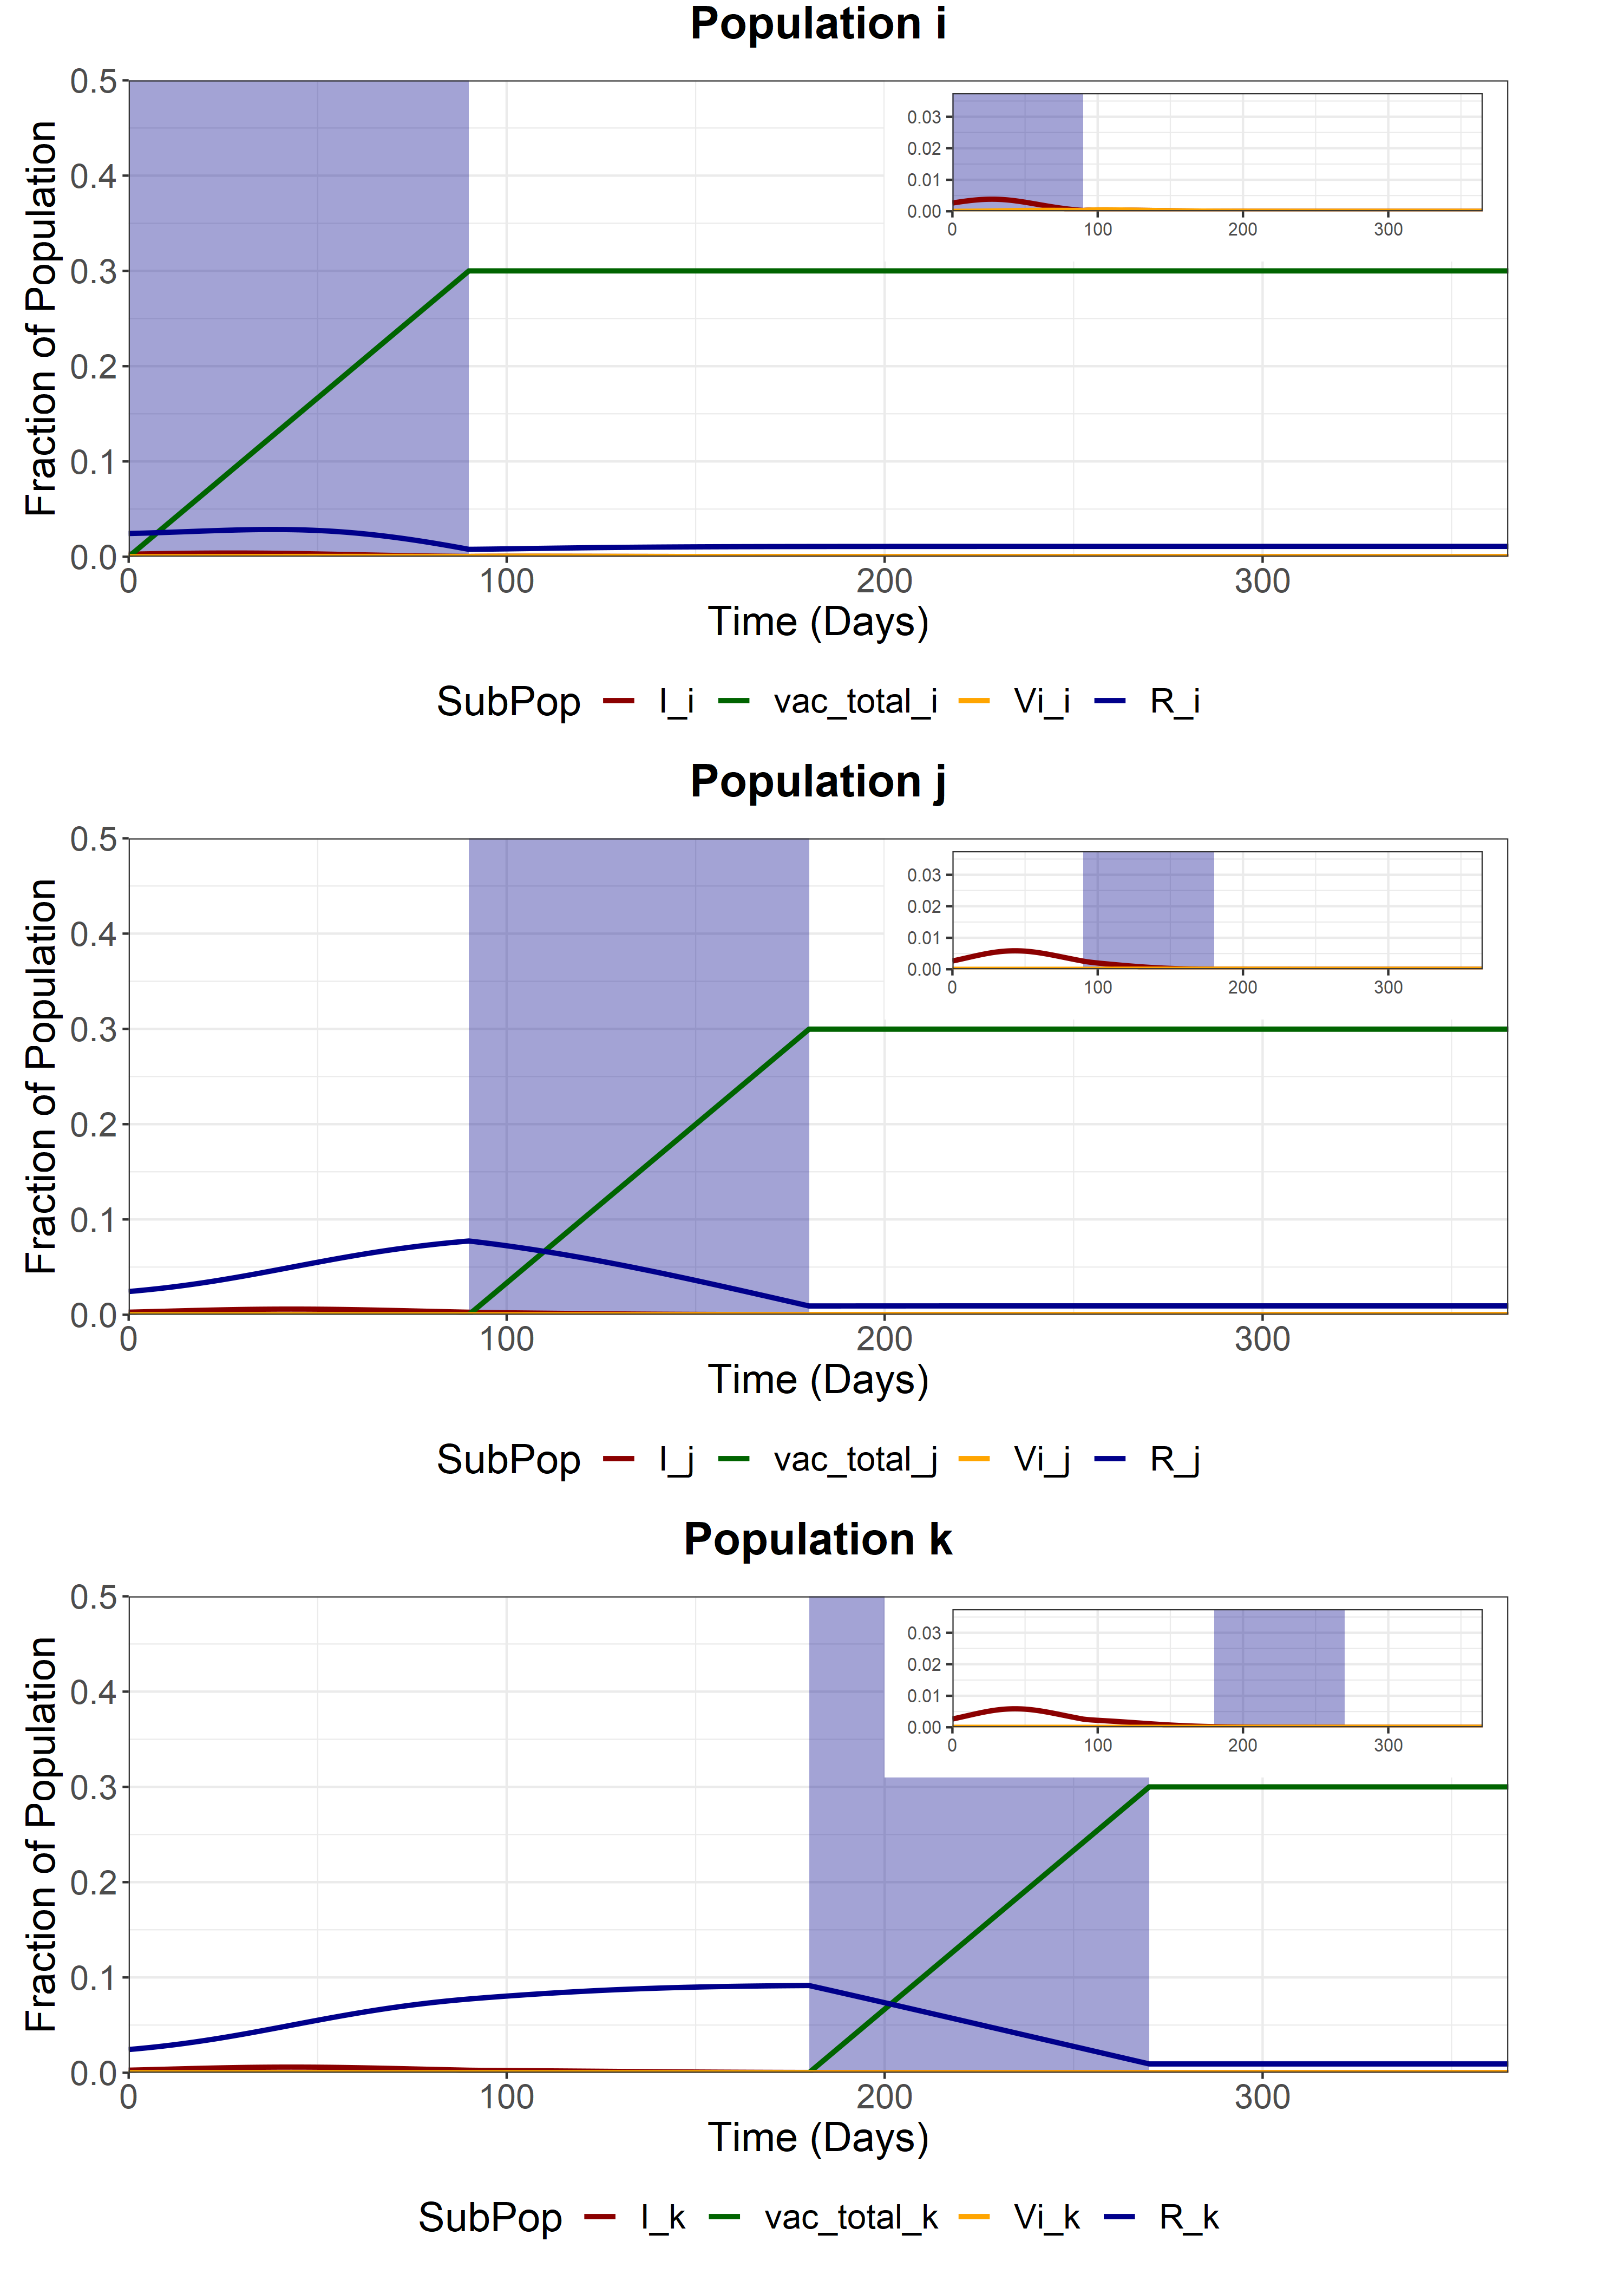 Population i
Fraction of Population
0.5
0.4
0.3
0.2
0.1
0.0
0.03
0.02
0.01
0.00
0 100 200 300
0 100 200 300
Time (Days)
SubPop I_i vac_total_i Vi_i R_i
Population j
Fraction of Population
0.5
0.4
0.3
0.2
0.1
0.0
0.03
0.02
0.01
0.00
0 100 200 300
0 100 200 300
Time (Days)
SubPop I_j vac_total_j Vi_j R_j
Population k
Fraction of Population
0.5
0.4
0.3
0.2
0.1
0.0
0.03
0.02
0.01
0.00
0 100 200 300
0 100 200 300
Time (Days)
SubPop I_k vac_total_k Vi_k R_k